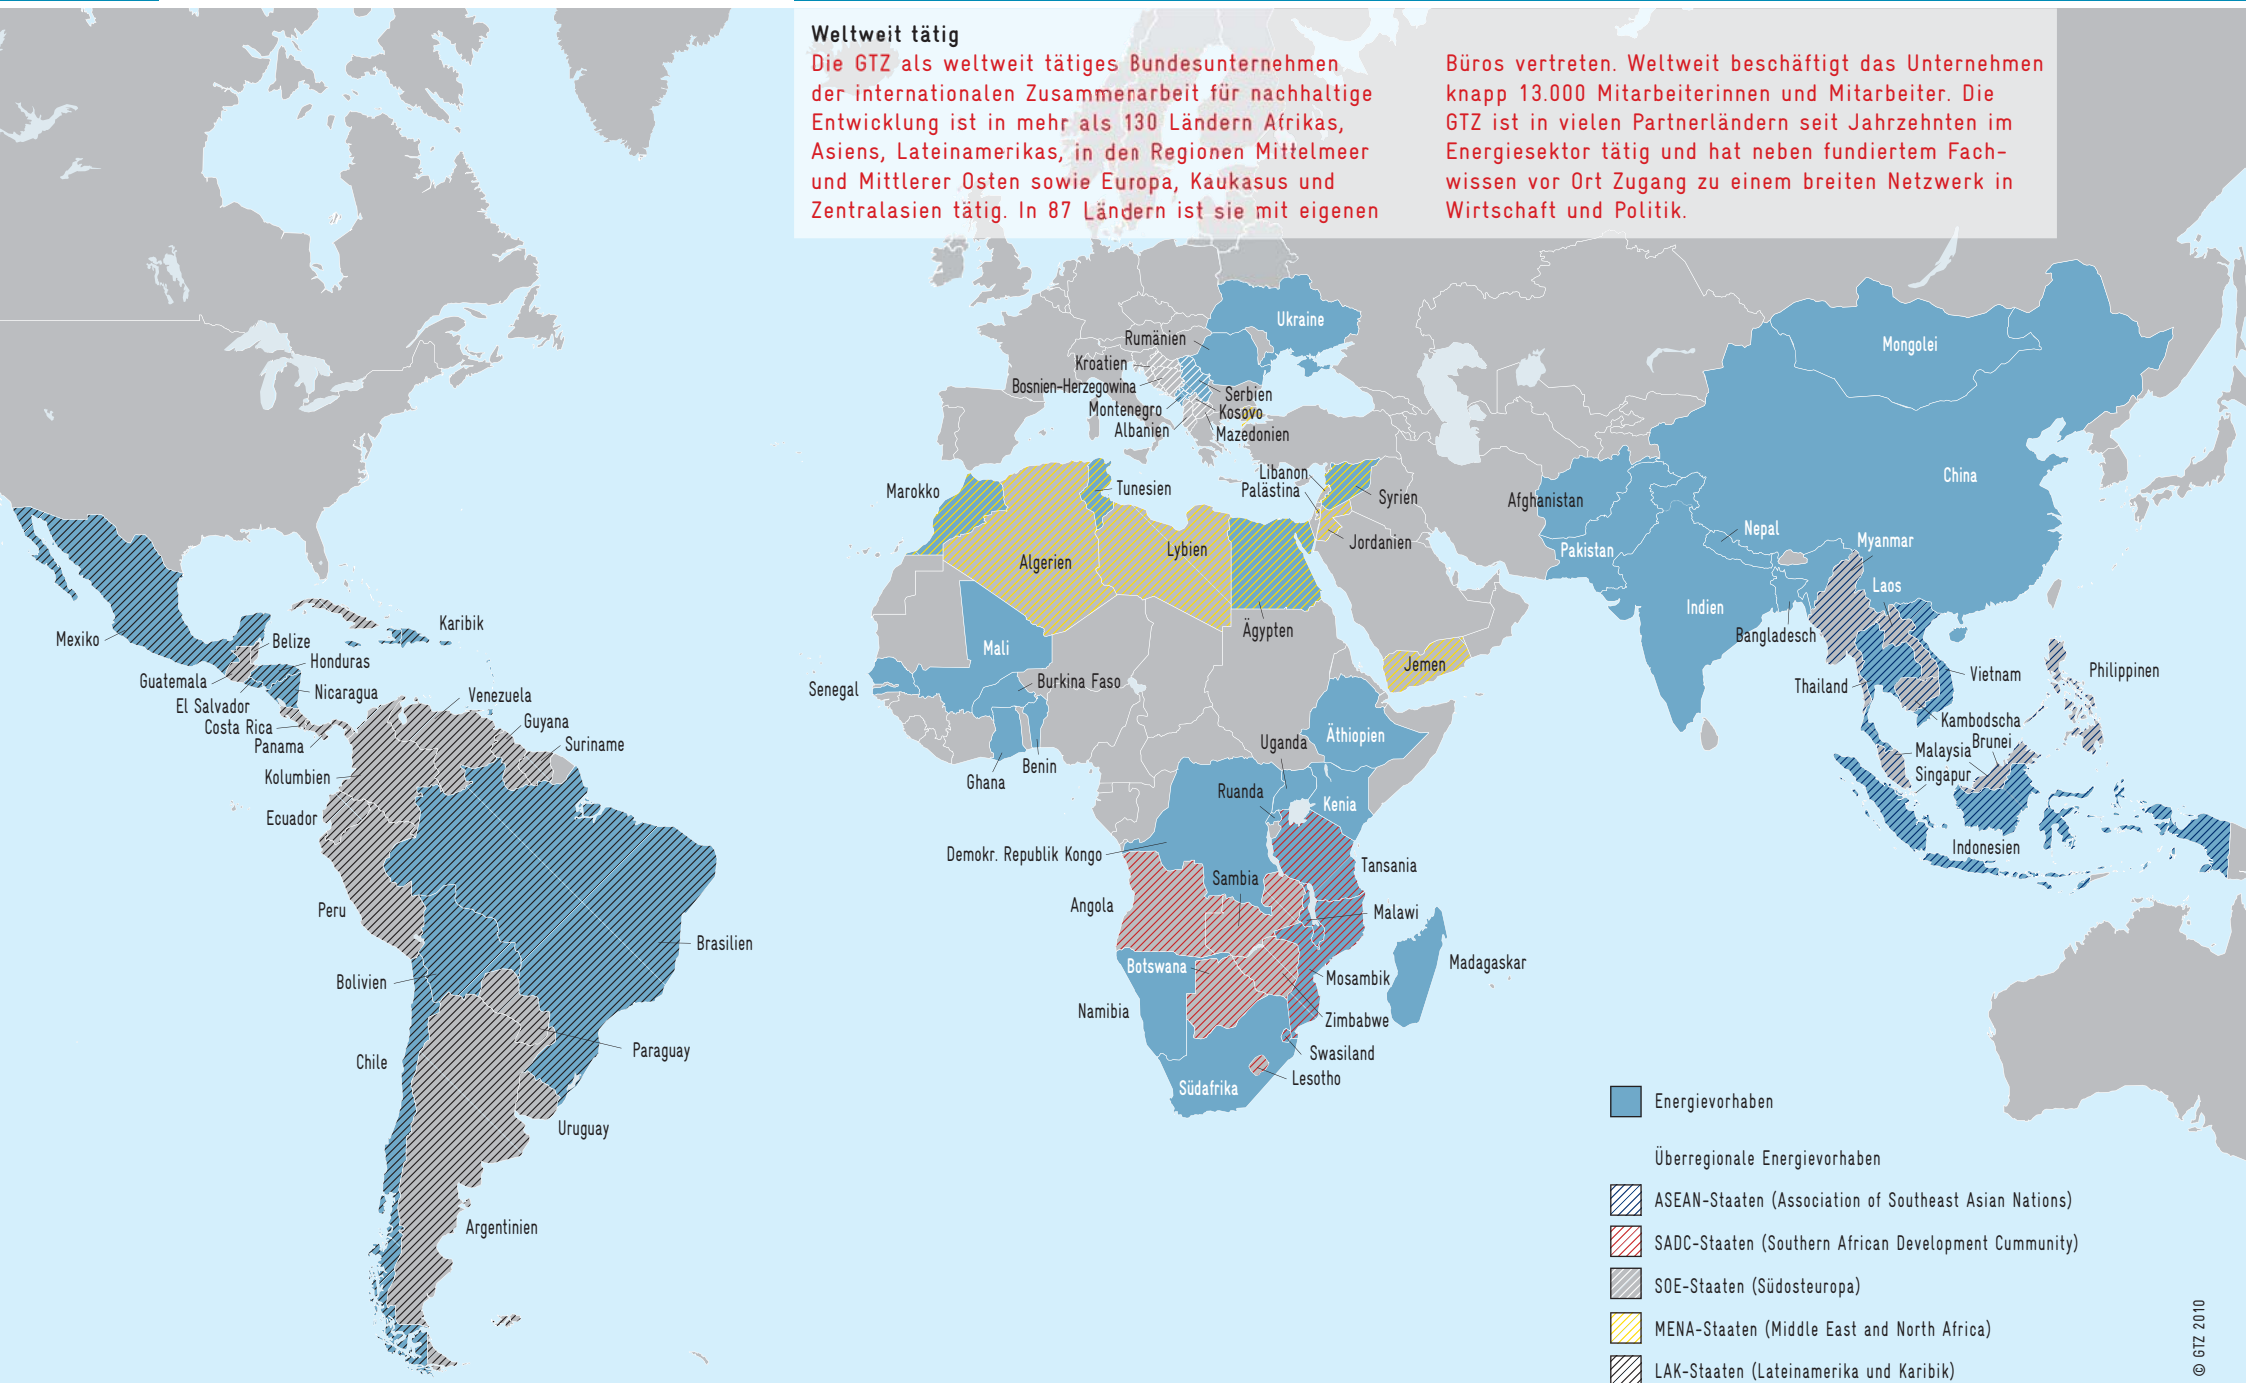 Weltweit tätig
Die GTZ als weltweit tätiges Bundesunternehmen
der internationalen Zusammenarbeit für nachhaltige
Entwicklung ist in mehr als 130 Ländern Afrikas,
Asiens, Lateinamerikas, in den Regionen Mittelmeer
und Mittlerer Osten sowie Europa, Kaukasus und
Zentralasien tätig. In 87 Ländern ist sie mit eigenen
Büros vertreten. Weltweit beschäftigt das Unternehmen
knapp 13.000 Mitarbeiterinnen und Mitarbeiter. Die
GTZ ist in vielen Partnerländern seit Jahrzehnten im
Energiesektor tätig und hat neben fundiertem Fach-
wissen vor Ort Zugang zu einem breiten Netzwerk in
Wirtschaft und Politik.
Mexiko
Karibik
Belize
Honduras
Guatemala
Nicaragua
El Salvador
Costa Rica
Panama
Venezuela
Guyana
Suriname
Kolumbien
Ecuador
Peru
Brasilien
Bolivien
Paraguay
Chile
Uruguay
Argentinien
Ukraine
Rumänien
Kroatien
Bosnien-Herzegowina
Serbien
Montenegro
Kosovo
Albanien
Mazedonien
Marokko
Tunesien
Libanon
Palästina
Syrien
Jordanien
Algerien
Lybien
Ägypten
Jemen
Mali
Senegal
Burkina Faso
Ghana
Benin
Äthiopien
Uganda
Ruanda
Kenia
Demokr. Republik Kongo
Tansania
Sambia
Angola
Malawi
Botswana
Mosambik
Madagaskar
Namibia
Zimbabwe
Swasiland
Lesotho
Südafrika
Mongolei
China
Afghanistan
Pakistan
Nepal
Indien
Bangladesch
Myanmar
Laos
Thailand
Vietnam
Philippinen
Kambodscha
Malaysia
Brunei
Singapur
Indonesien
Energievorhaben
Überregionale Energievorhaben
ASEAN-Staaten (Association of Southeast Asian Nations)
SADC-Staaten (Southern African Development Cummunity)
SOE-Staaten (Südosteuropa)
MENA-Staaten (Middle East and North Africa)
LAK-Staaten (Lateinamerika und Karibik)
© GTZ 2010